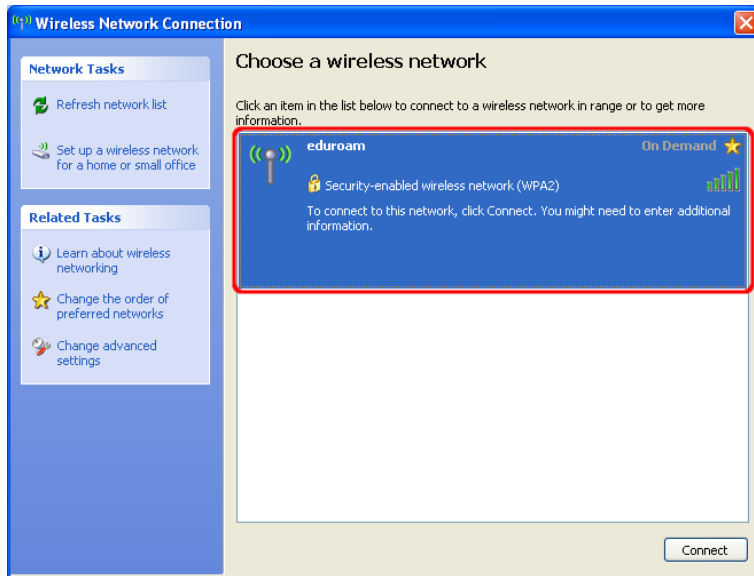 Wireless Network Connection
Network Tasks
Refresh network list
Set up a wireless network
for a home or small office
Related Tasks
Learn about wireless
networking
Change the order of
preferred networks
Change advanced
settings
Choose a wireless network
Click an item in the list below to connect to a wireless network in range or to get more
information.
eduroam
On Demand
Security-enabled wireless network (WPA2)
To connect to this network, click Connect. You might need to enter additional
information.
Connect